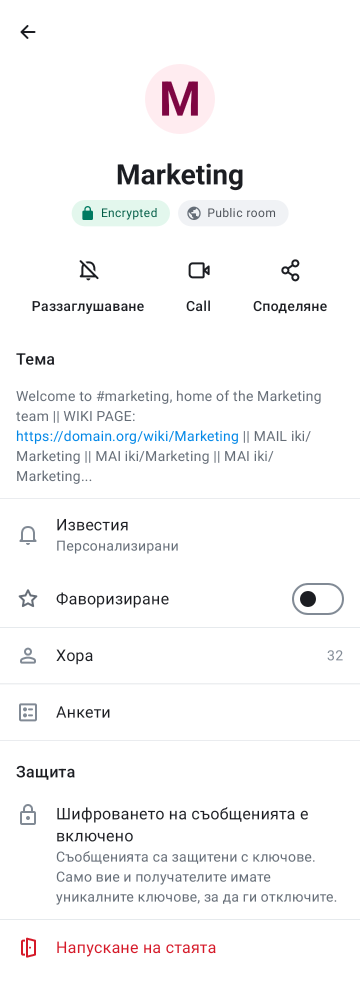 M
Marketing
Encrypted
Public room
Раззаглушаване
Call
Споделяне
Тема
Welcome to #marketing, home of the Marketing
team || WIKI PAGE:
https://domain.org/wiki/Marketing || MAIL iki/
Marketing || MAI iki/Marketing || MAI iki/
Marketing...
Известия
Персонализирани
Фаворизиране
Хора
32
Анкети
Защита
Шифроването на съобщенията е
включено
Съобщенията са защитени с ключове.
Само вие и получателите имате
уникалните ключове, за да ги отключите.
Напускане на стаята